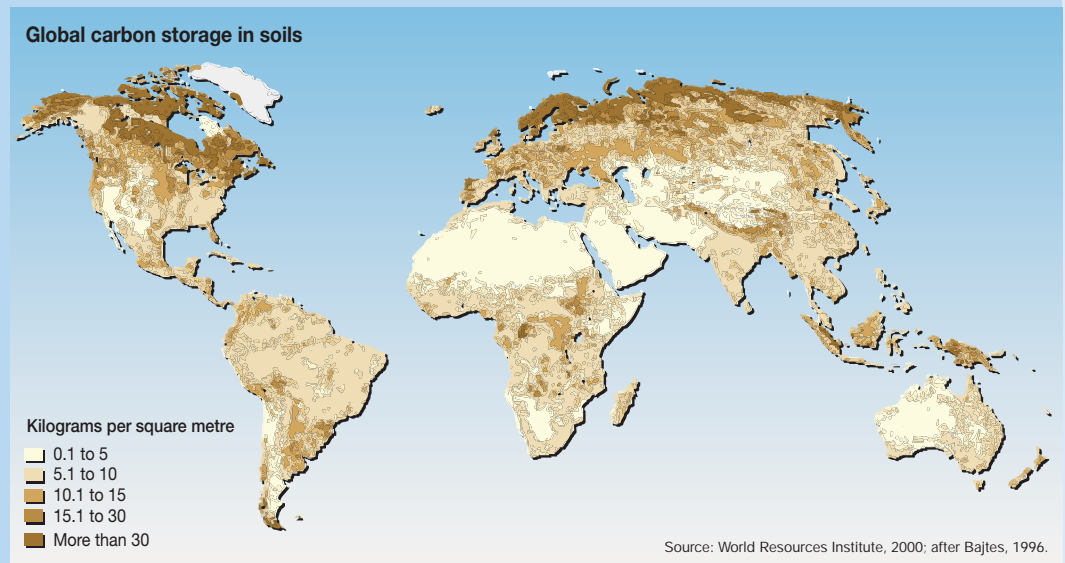 Global carbon storage in soils
Kilograms per square metre
0.1 to 5
5.1 to 10
10.1 to 15
15.1 to 30
More than 30
Source: World Resources Institute, 2000; after Bajtes, 1996.